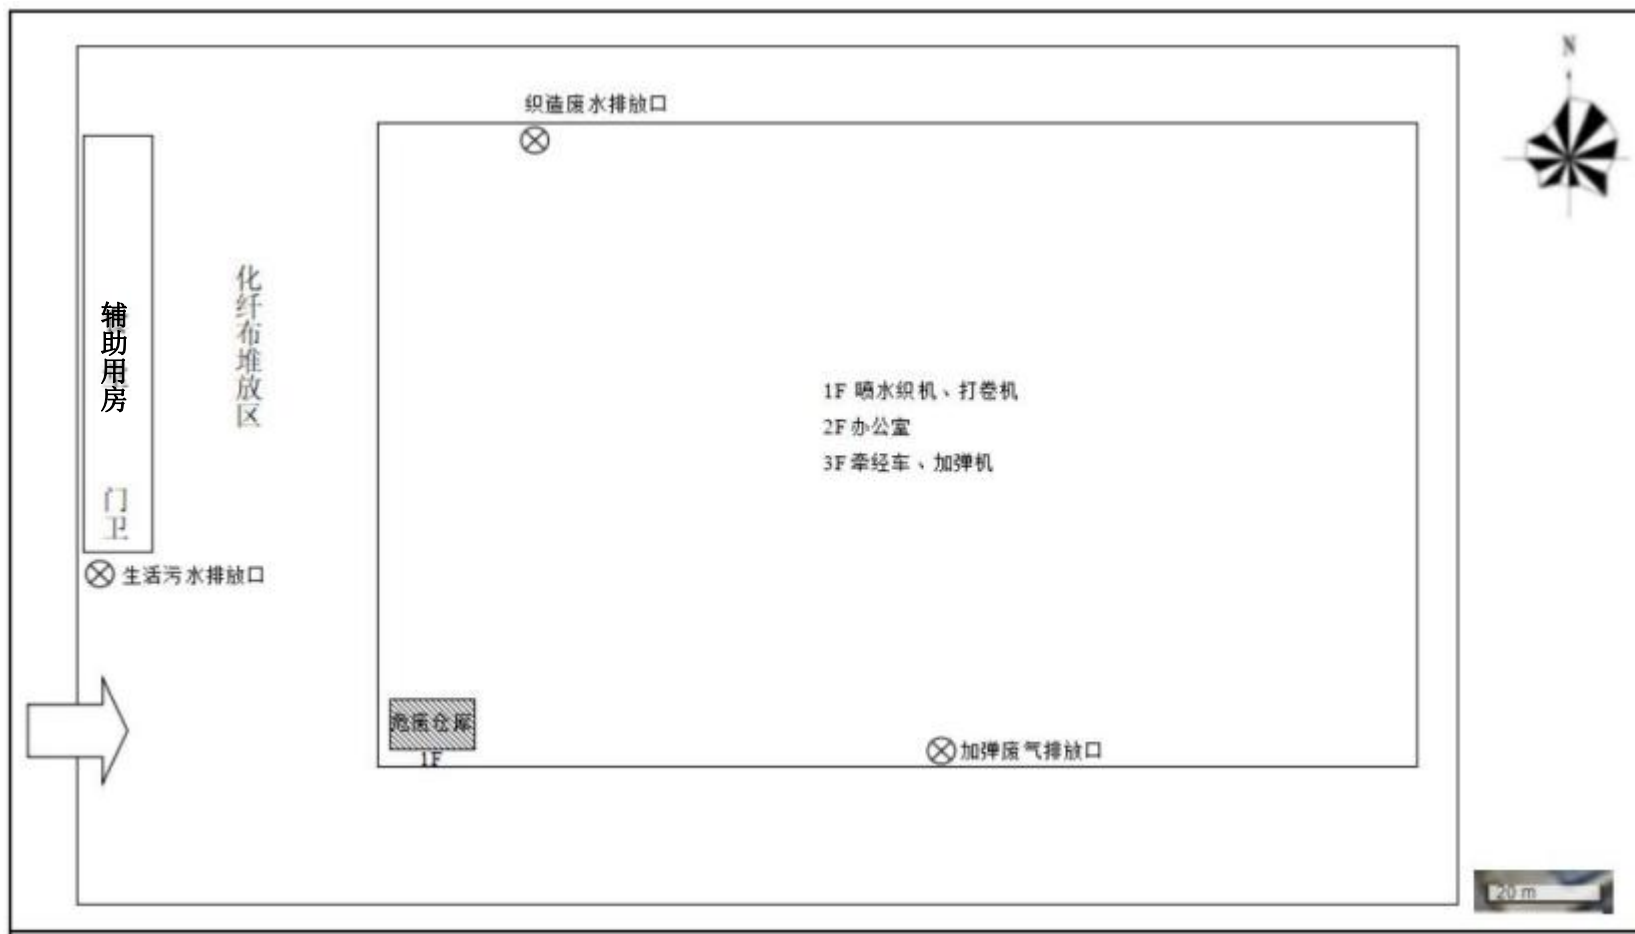 N
织造废水排放口
辅助用房
化纤布堆放区
1F 喷水织机、打卷机
2F 办公室
3F 牵经车、加弹机
门卫
生活污水排放口
危废仓库
1F
加弹废气排放口
20 m